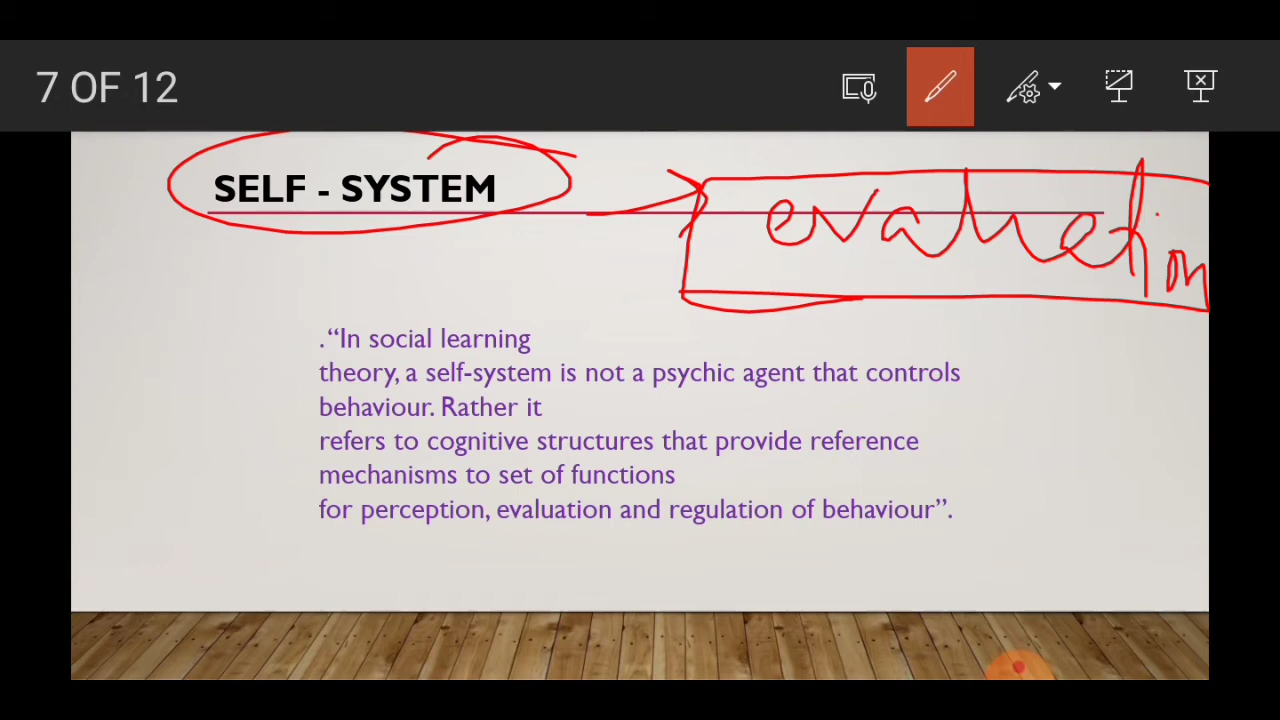 7 OF 12
SELF - SYSTEM
evaluation
.“In social learning
theory, a self-system is not a psychic agent that controls
behaviour. Rather it
refers to cognitive structures that provide reference
mechanisms to set of functions
for perception, evaluation and regulation of behaviour”.